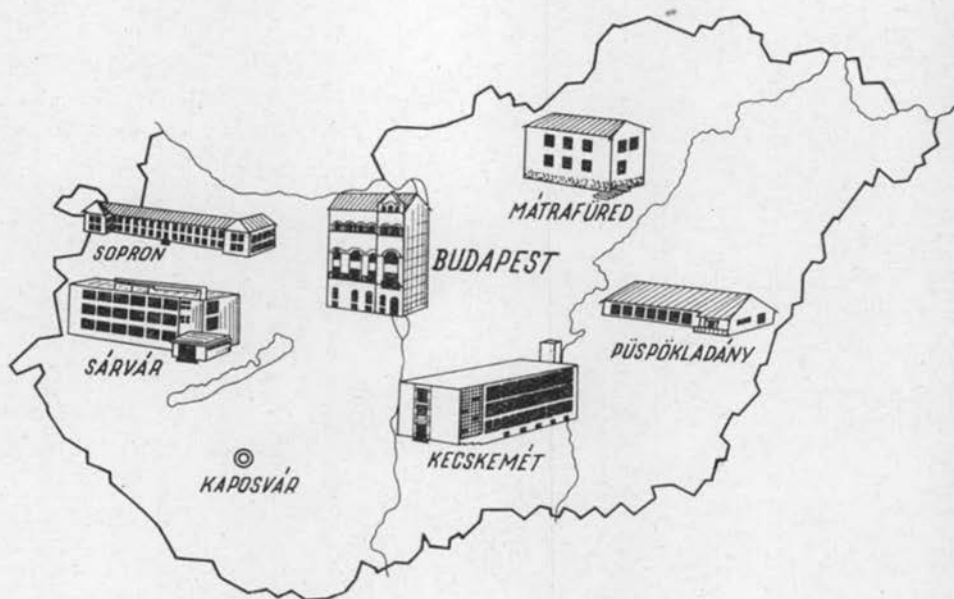 MÁTRAFÜRED
SOPRON
BUDAPEST
SÁRVÁR
PÜSPÖKLADÁNY
KECSKEMÉT
KAPOSVÁR